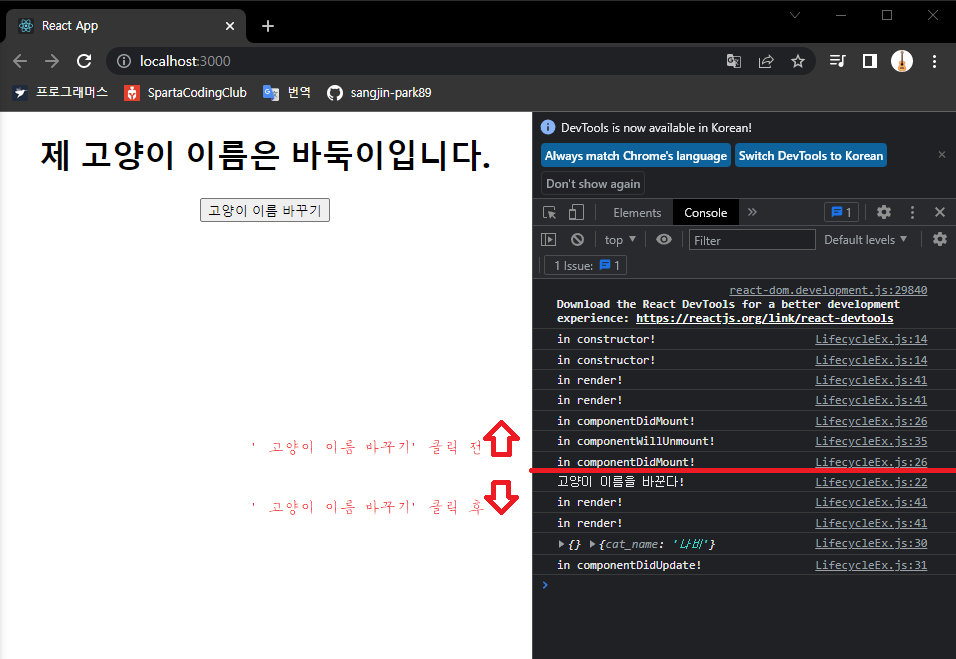 React App
localhost:3000
프로그래머스 SpartaCodingClub 번역 sangjin-park89
제 고양이 이름은 바둑이입니다.
고양이 이름 바꾸기
' 고양이 이름 바꾸기' 클릭 전
' 고양이 이름 바꾸기' 클릭 후
DevTools is now available in Korean!
Always match Chrome's language Switch DevTools to Korean
Don't show again
Elements Console 1
top Filter Default levels
1 Issue: 1
react-dom.development.js:29840
Download the React DevTools for a better development
experience: https://reactjs.org/link/react-devtools
in constructor! LifecycleEx.js:14
in constructor! LifecycleEx.js:14
in render! LifecycleEx.js:41
in render! LifecycleEx.js:41
in componentDidMount! LifecycleEx.js:26
in componentWillUnmount! LifecycleEx.js:35
in componentDidMount! LifecycleEx.js:26
고양이 이름을 바꾼다! LifecycleEx.js:22
in render! LifecycleEx.js:41
in render! LifecycleEx.js:41
{} {cat_name: '나비'} LifecycleEx.js:30
in componentDidUpdate! LifecycleEx.js:31